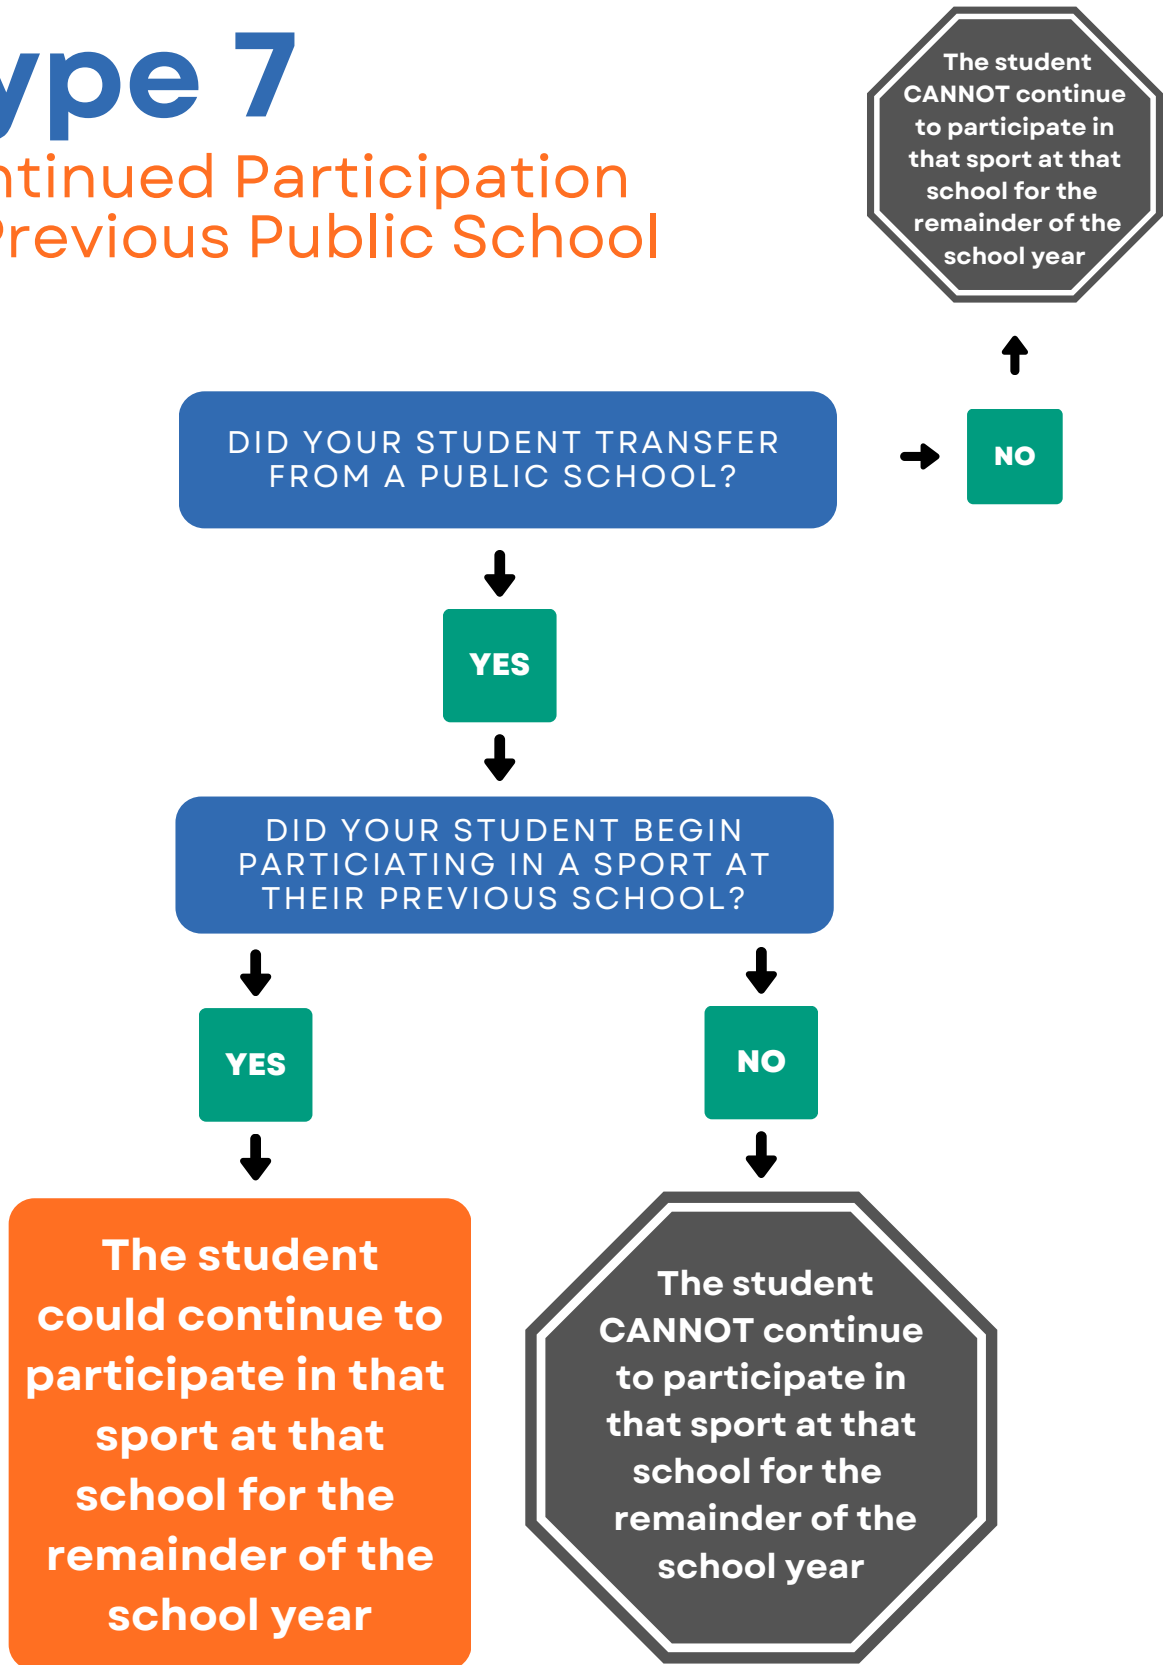 ype 7
ntinued Participation
Previous Public School
The student
CANNOT continue
to participate in
that sport at that
school for the
remainder of the
school year
DID YOUR STUDENT TRANSFER
FROM A PUBLIC SCHOOL?
NO
YES
DID YOUR STUDENT BEGIN
PARTICIATING IN A SPORT AT
THEIR PREVIOUS SCHOOL?
YES
NO
The student
could continue to
participate in that
sport at that
school for the
remainder of the
school year
The student
CANNOT continue
to participate in
that sport at that
school for the
remainder of the
school year